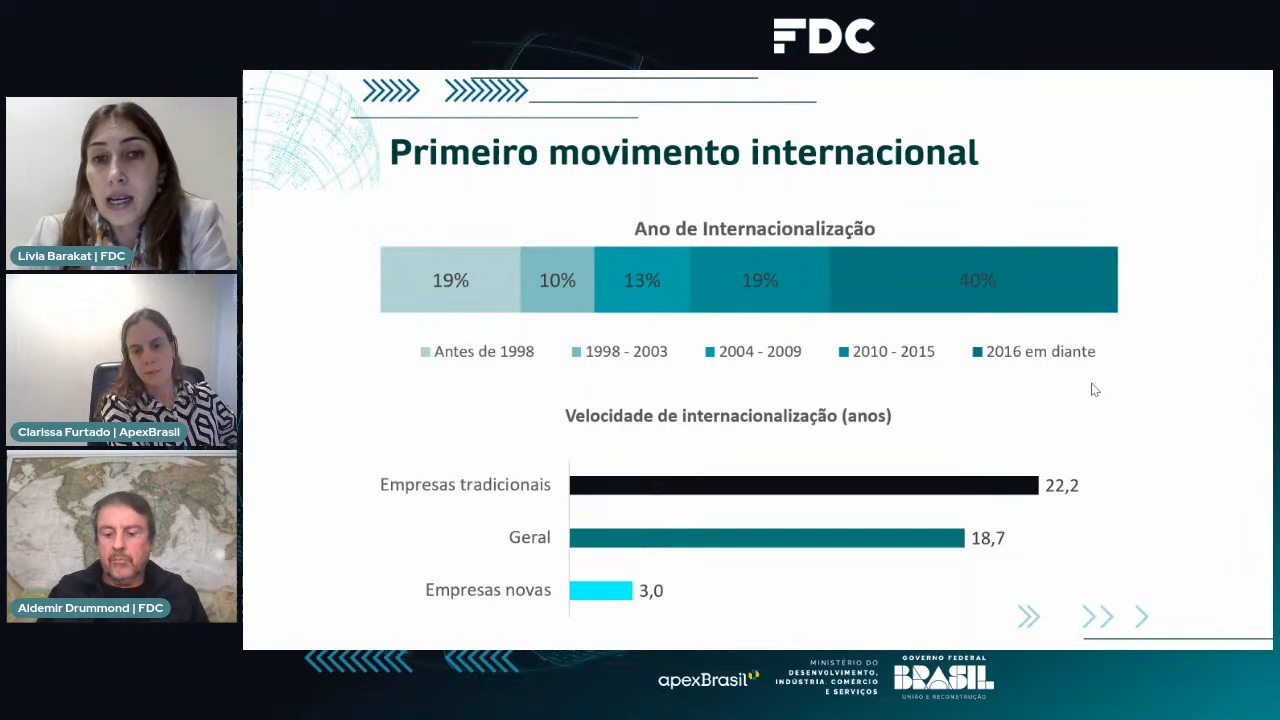 FDC
Primeiro movimento internacional
Ano de Internacionalização
19% 10% 13% 19% 40%
Antes de 1998 1998 - 2003 2004 - 2009 2010 - 2015 2016 em diante
Velocidade de internacionalização (anos)
Empresas tradicionais 22,2
Geral 18,7
Empresas novas 3,0
Lívia Barakat | FDC
Clarissa Furtado | ApexBrasil
Aldemir Drummond | FDC
apexBrasil
MINISTÉRIO DO
DESENVOLVIMENTO,
INDÚSTRIA, COMÉRCIO
E SERVIÇOS
GOVERNO FEDERAL
BRASIL
UNIÃO E RECONSTRUÇÃO